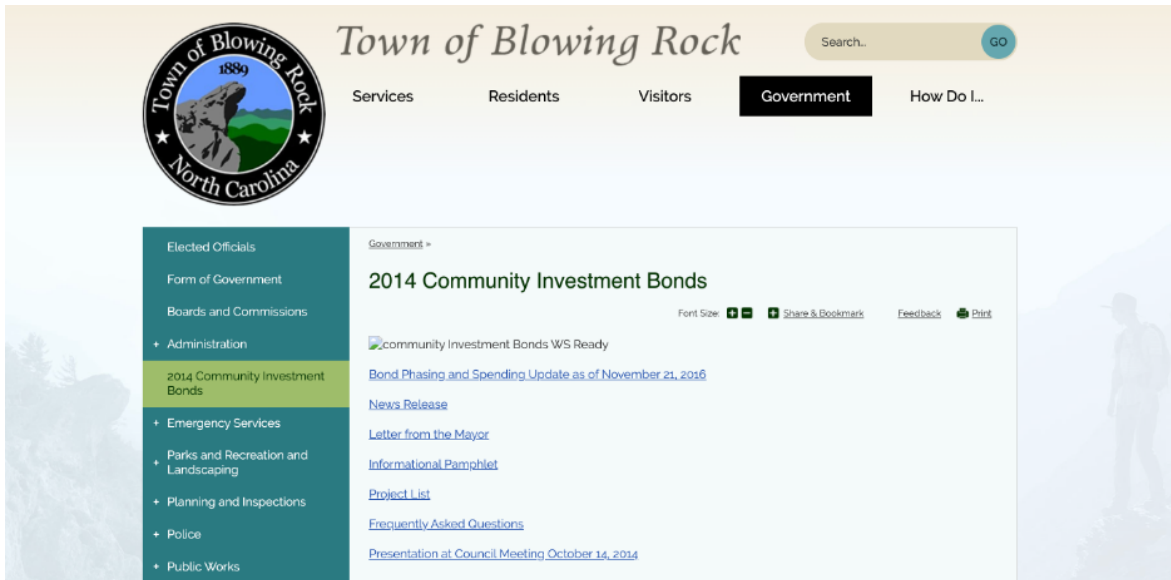 Town of Blowing Rock
1889
North Carolina
Town of Blowing Rock
Search...
GO
Services
Residents
Visitors
Government
How Do I...
Elected Officials
Form of Government
Boards and Commissions
+ Administration
2014 Community Investment
Bonds
+ Emergency Services
+ Parks and Recreation and
Landscaping
+ Planning and Inspections
+ Police
+ Public Works
Government »
2014 Community Investment Bonds
Font Size: + - + Share & Bookmark Feedback Print
community Investment Bonds WS Ready
Bond Phasing and Spending Update as of November 21, 2016
News Release
Letter from the Mayor
Informational Pamphlet
Project List
Frequently Asked Questions
Presentation at Council Meeting October 14, 2014